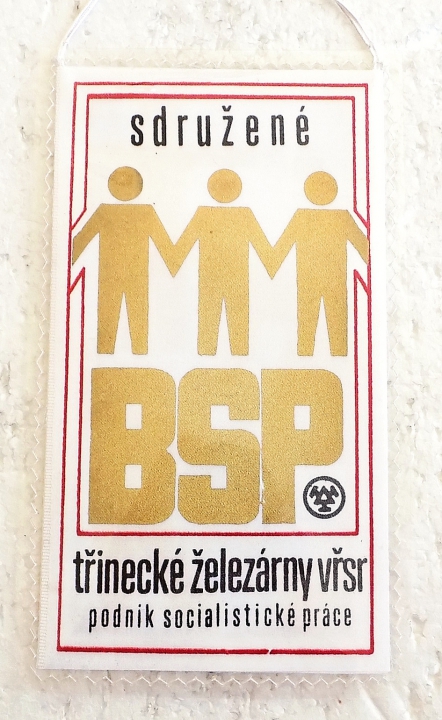 sdružené
BSP
třinecké železárny vřsr
podnik socialistické práce